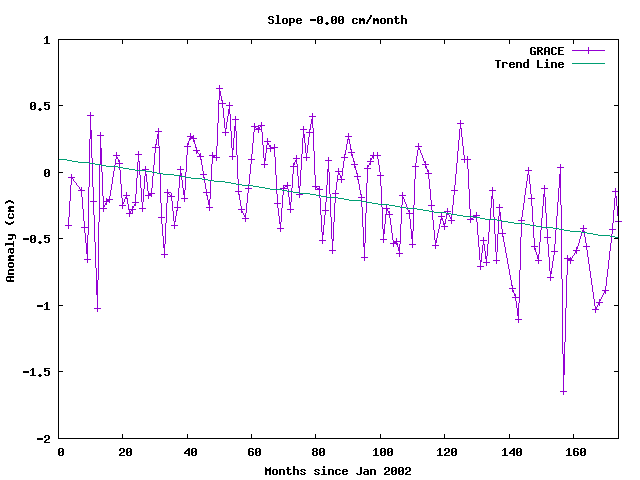 Slope -0.00 cm/month
GRACE
Trend Line
1
0.5
0
-0.5
-1
-1.5
-2
Anomaly (cm)
0 20 40 60 80 100 120 140 160
Months since Jan 2002